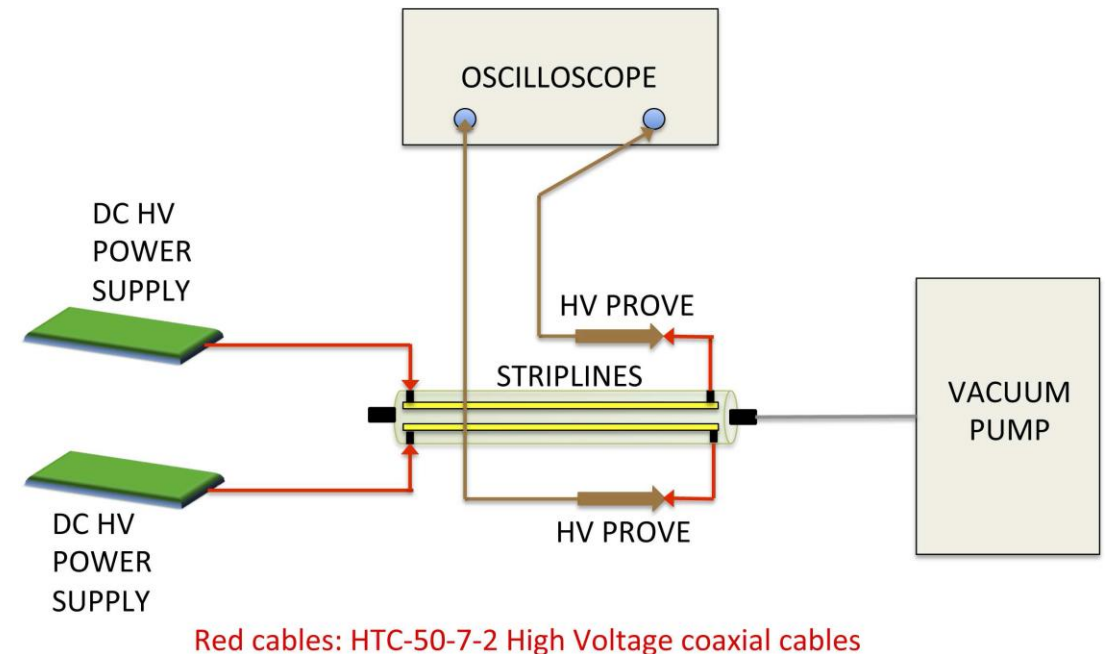 OSCILLOSCOPE
DC HV
POWER
SUPPLY
HV PROVE
STRIPLINES
VACUUM
PUMP
HV PROVE
DC HV
POWER
SUPPLY
Red cables: HTC-50-7-2 High Voltage coaxial cables